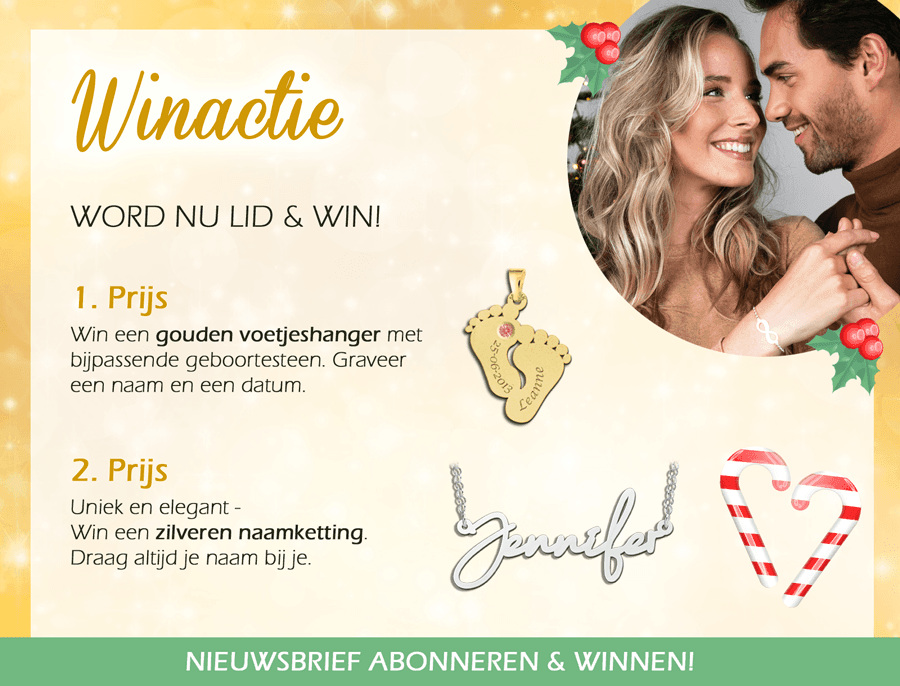 Winactie
WORD NU LID & WIN!
1. Prijs
Win een gouden voetjeshanger met
bijpassende geboortesteen. Graveer
een naam en een datum.
25-06-2013
Leanne
2. Prijs
Uniek en elegant -
Win een zilveren naamketting.
Draag altijd je naam bij je.
Jennifer
NIEUWSBRIEF ABONNEREN & WINNEN!